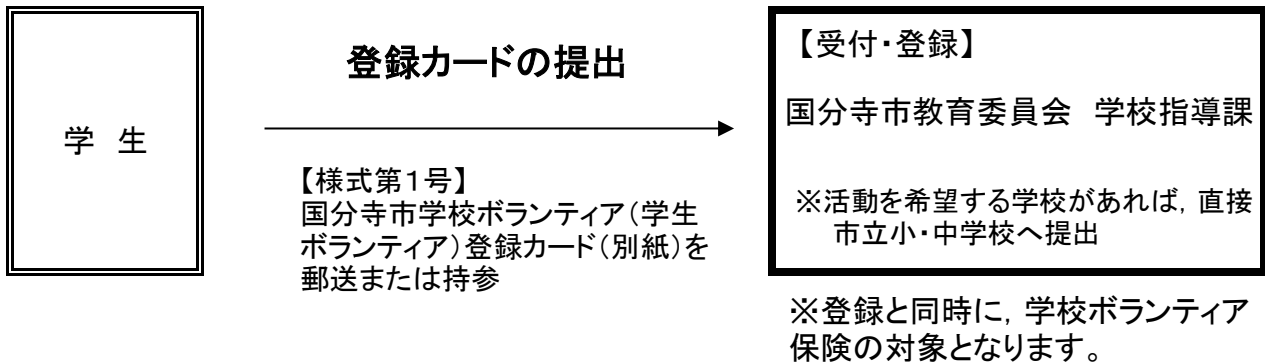 学 生
登録カードの提出
【様式第1号】
国分寺市学校ボランティア(学生
ボランティア)登録カード(別紙)を
郵送または持参
【受付・登録】
国分寺市教育委員会 学校指導課
※活動を希望する学校があれば，直接
市立小・中学校へ提出
※登録と同時に，学校ボランティア
保険の対象となります。